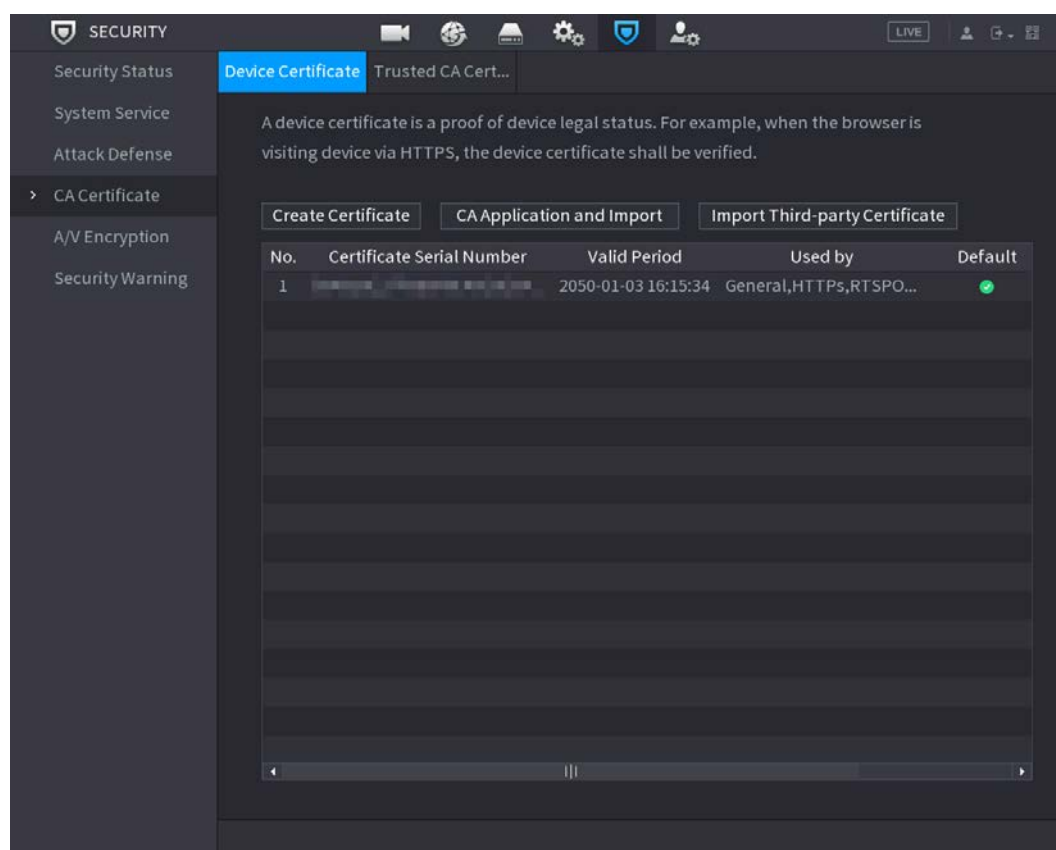 SECURITY
LIVE
Security Status
System Service
Attack Defense
CA Certificate
A/V Encryption
Security Warning
Device Certificate Trusted CA Cert...
A device certificate is a proof of device legal status. For example, when the browser is
visiting device via HTTPS, the device certificate shall be verified.
Create Certificate CA Application and Import Import Third-party Certificate
No. Certificate Serial Number Valid Period Used by Default
1 2050-01-03 16:15:34 General,HTTPs,RTSPO...